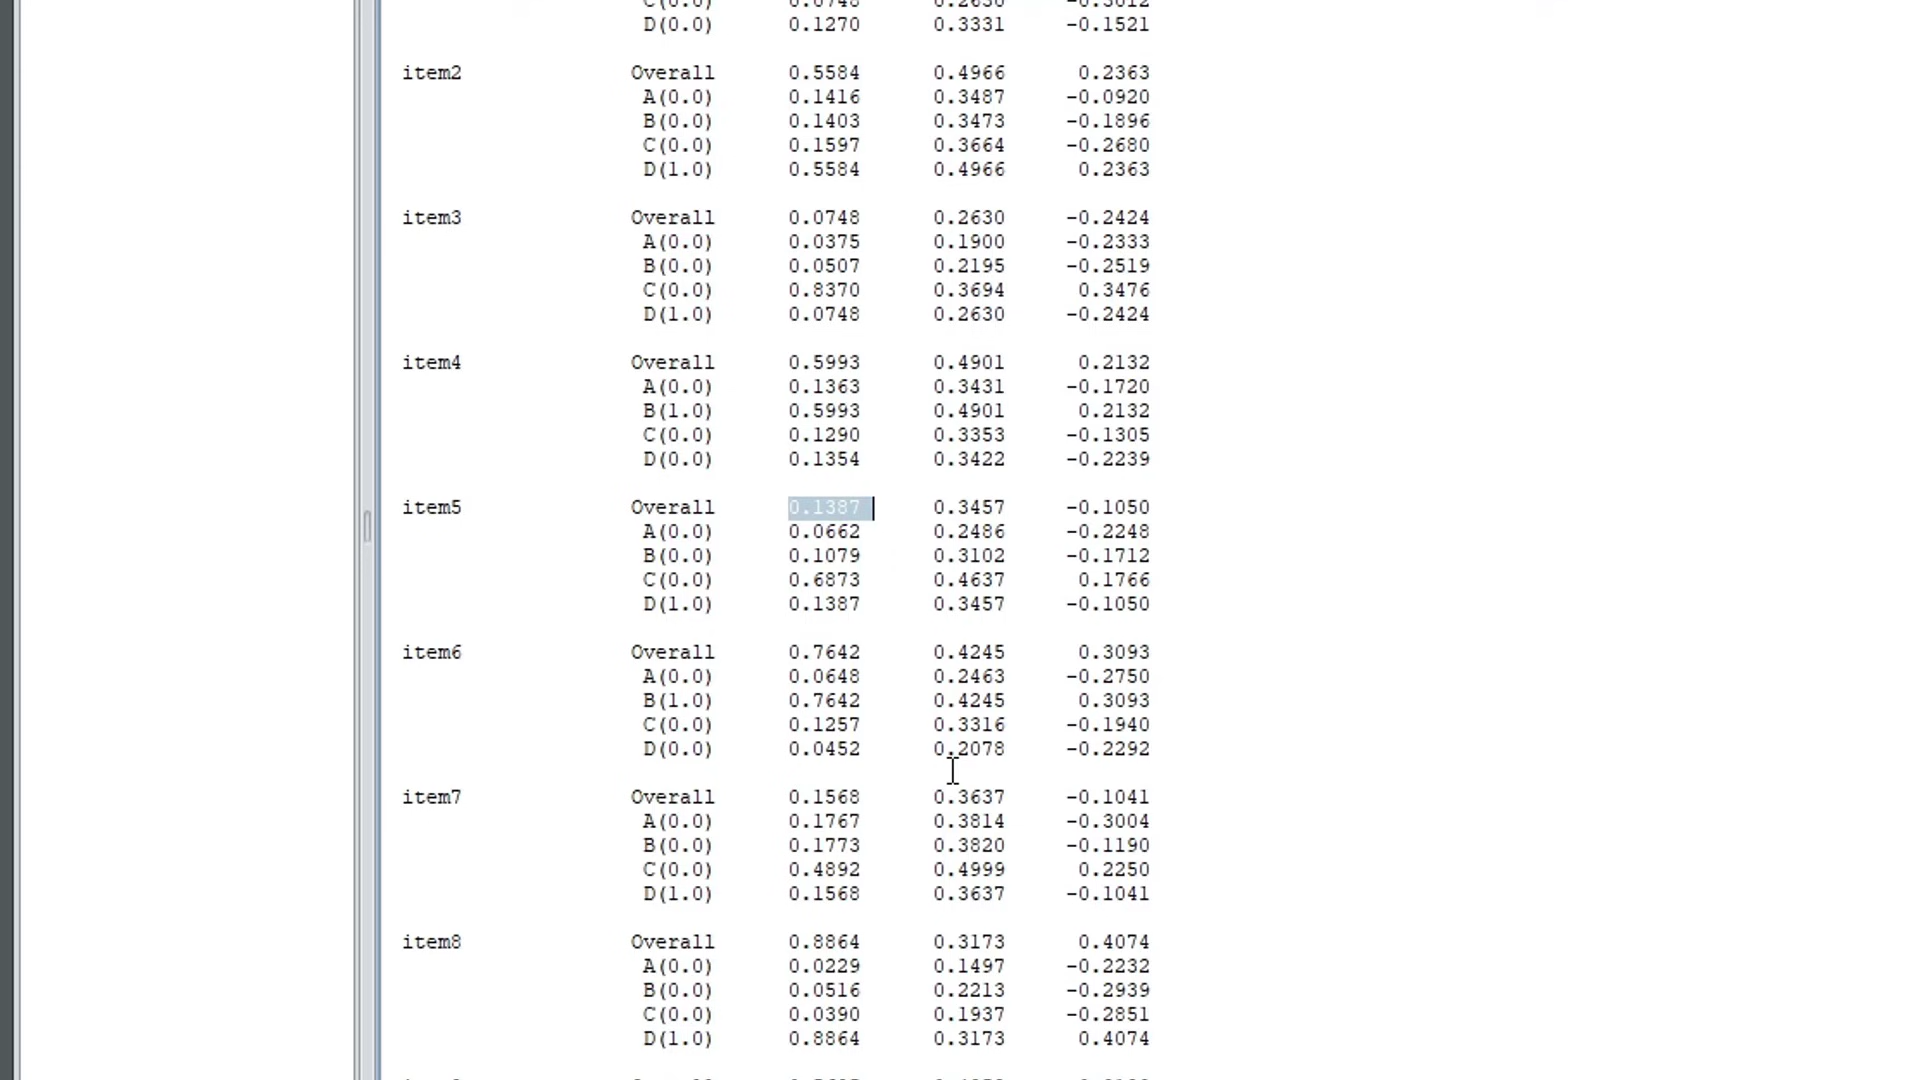 C(0.0) 0.0748 0.2630 -0.3012
D(0.0) 0.1270 0.3331 -0.1521
item2 Overall 0.5584 0.4966 0.2363
A(0.0) 0.1416 0.3487 -0.0920
B(0.0) 0.1403 0.3473 -0.1896
C(0.0) 0.1597 0.3664 -0.2680
D(1.0) 0.5584 0.4966 0.2363
item3 Overall 0.0748 0.2630 -0.2424
A(0.0) 0.0375 0.1900 -0.2333
B(0.0) 0.0507 0.2195 -0.2519
C(0.0) 0.8370 0.3694 0.3476
D(1.0) 0.0748 0.2630 -0.2424
item4 Overall 0.5993 0.4901 0.2132
A(0.0) 0.1363 0.3431 -0.1720
B(1.0) 0.5993 0.4901 0.2132
C(0.0) 0.1290 0.3353 -0.1305
D(0.0) 0.1354 0.3422 -0.2239
item5 Overall 0.1387 0.3457 -0.1050
A(0.0) 0.0662 0.2486 -0.2248
B(0.0) 0.1079 0.3102 -0.1712
C(0.0) 0.6873 0.4637 0.1766
D(1.0) 0.1387 0.3457 -0.1050
item6 Overall 0.7642 0.4245 0.3093
A(0.0) 0.0648 0.2463 -0.2750
B(1.0) 0.7642 0.4245 0.3093
C(0.0) 0.1257 0.3316 -0.1940
D(0.0) 0.0452 0.2078 -0.2292
item7 Overall 0.1568 0.3637 -0.1041
A(0.0) 0.1767 0.3814 -0.3004
B(0.0) 0.1773 0.3820 -0.1190
C(0.0) 0.4892 0.4999 0.2250
D(1.0) 0.1568 0.3637 -0.1041
item8 Overall 0.8864 0.3173 0.4074
A(0.0) 0.0229 0.1497 -0.2232
B(0.0) 0.0516 0.2213 -0.2939
C(0.0) 0.0390 0.1937 -0.2851
D(1.0) 0.8864 0.3173 0.4074